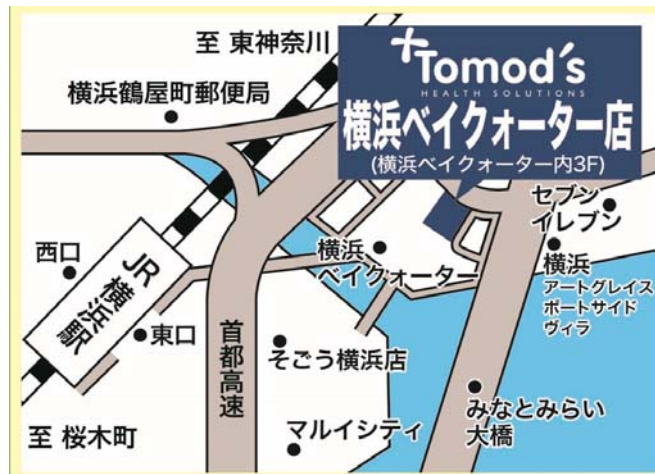 至 東神奈川
横浜鶴屋町郵便局
Tomod's
HEALTH SOLUTIONS
横浜ベイクォーター店
(横浜ベイクォーター内3F)
セブン
イレブン
横浜
アートグレイス
ポートサイド
ヴィラ
横浜
ベイクォーター
西口
JR横浜駅
東口
首都高速
そごう横浜店
みなとみらい
大橋
マルイシティ
至 桜木町